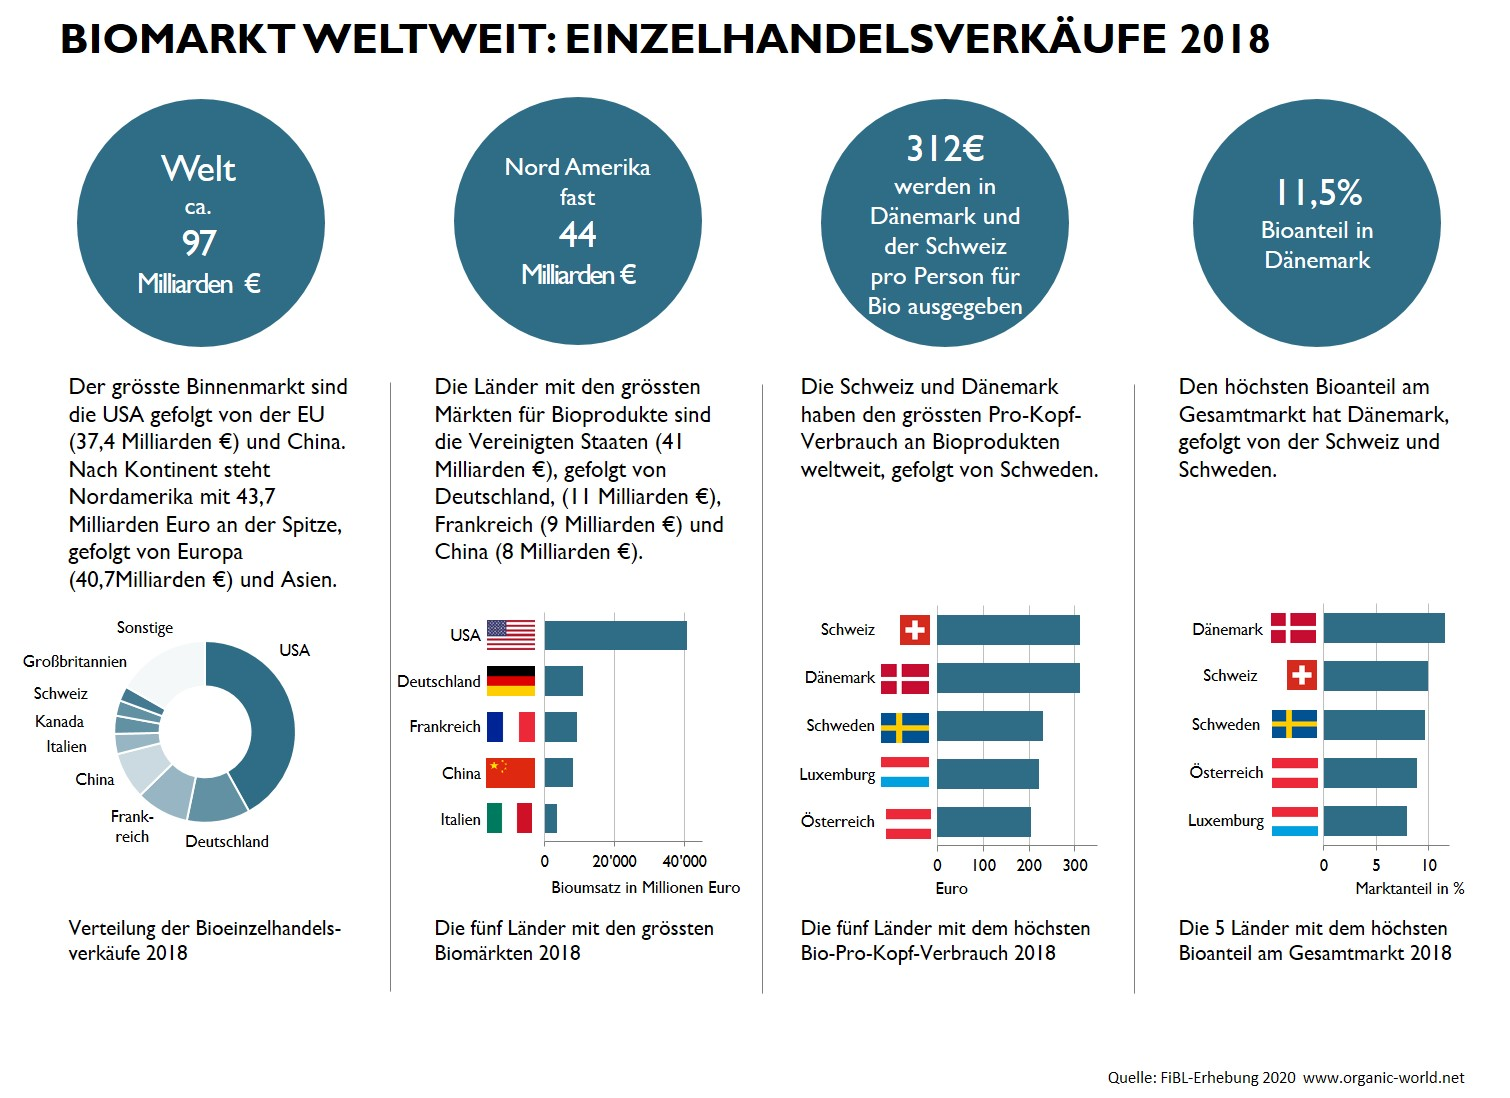 BIOMARKT WELTWEIT: EINZELHANDELSVERKÄUFE 2018
Welt
ca.
97
Milliarden €
Nord Amerika
fast
44
Milliarden €
312€
werden in
Dänemark und
der Schweiz
pro Person für
Bio ausgegeben
11,5%
Bioanteil in
Dänemark
Der grösste Binnenmarkt sind
die USA gefolgt von der EU
(37,4 Milliarden €) und China.
Nach Kontinent steht
Nordamerika mit 43,7
Milliarden Euro an der Spitze,
gefolgt von Europa
(40,7Milliarden €) und Asien.
Sonstige
Großbritannien
Schweiz
Kanada
Italien
China
Frank-
reich
Deutschland
USA
Verteilung der Bioeinzelhandels-
verkäufe 2018
Die Länder mit den grössten
Märkten für Bioprodukte sind
die Vereinigten Staaten (41
Milliarden €), gefolgt von
Deutschland, (11 Milliarden €),
Frankreich (9 Milliarden €) und
China (8 Milliarden €).
USA
Deutschland
Frankreich
China
Italien
0 20'000 40'000
Bioumsatz in Millionen Euro
Die fünf Länder mit den grössten
Biomärkten 2018
Die Schweiz und Dänemark
haben den grössten Pro-Kopf-
Verbrauch an Bioprodukten
weltweit, gefolgt von Schweden.
Schweiz
Dänemark
Schweden
Luxemburg
Österreich
0 100 200 300
Euro
Die fünf Länder mit dem höchsten
Bio-Pro-Kopf-Verbrauch 2018
Den höchsten Bioanteil am
Gesamtmarkt hat Dänemark,
gefolgt von der Schweiz und
Schweden.
Dänemark
Schweiz
Schweden
Österreich
Luxemburg
0 5 10
Marktanteil in %
Die 5 Länder mit dem höchsten
Bioanteil am Gesamtmarkt 2018
Quelle: FiBL-Erhebung 2020 www.organic-world.net